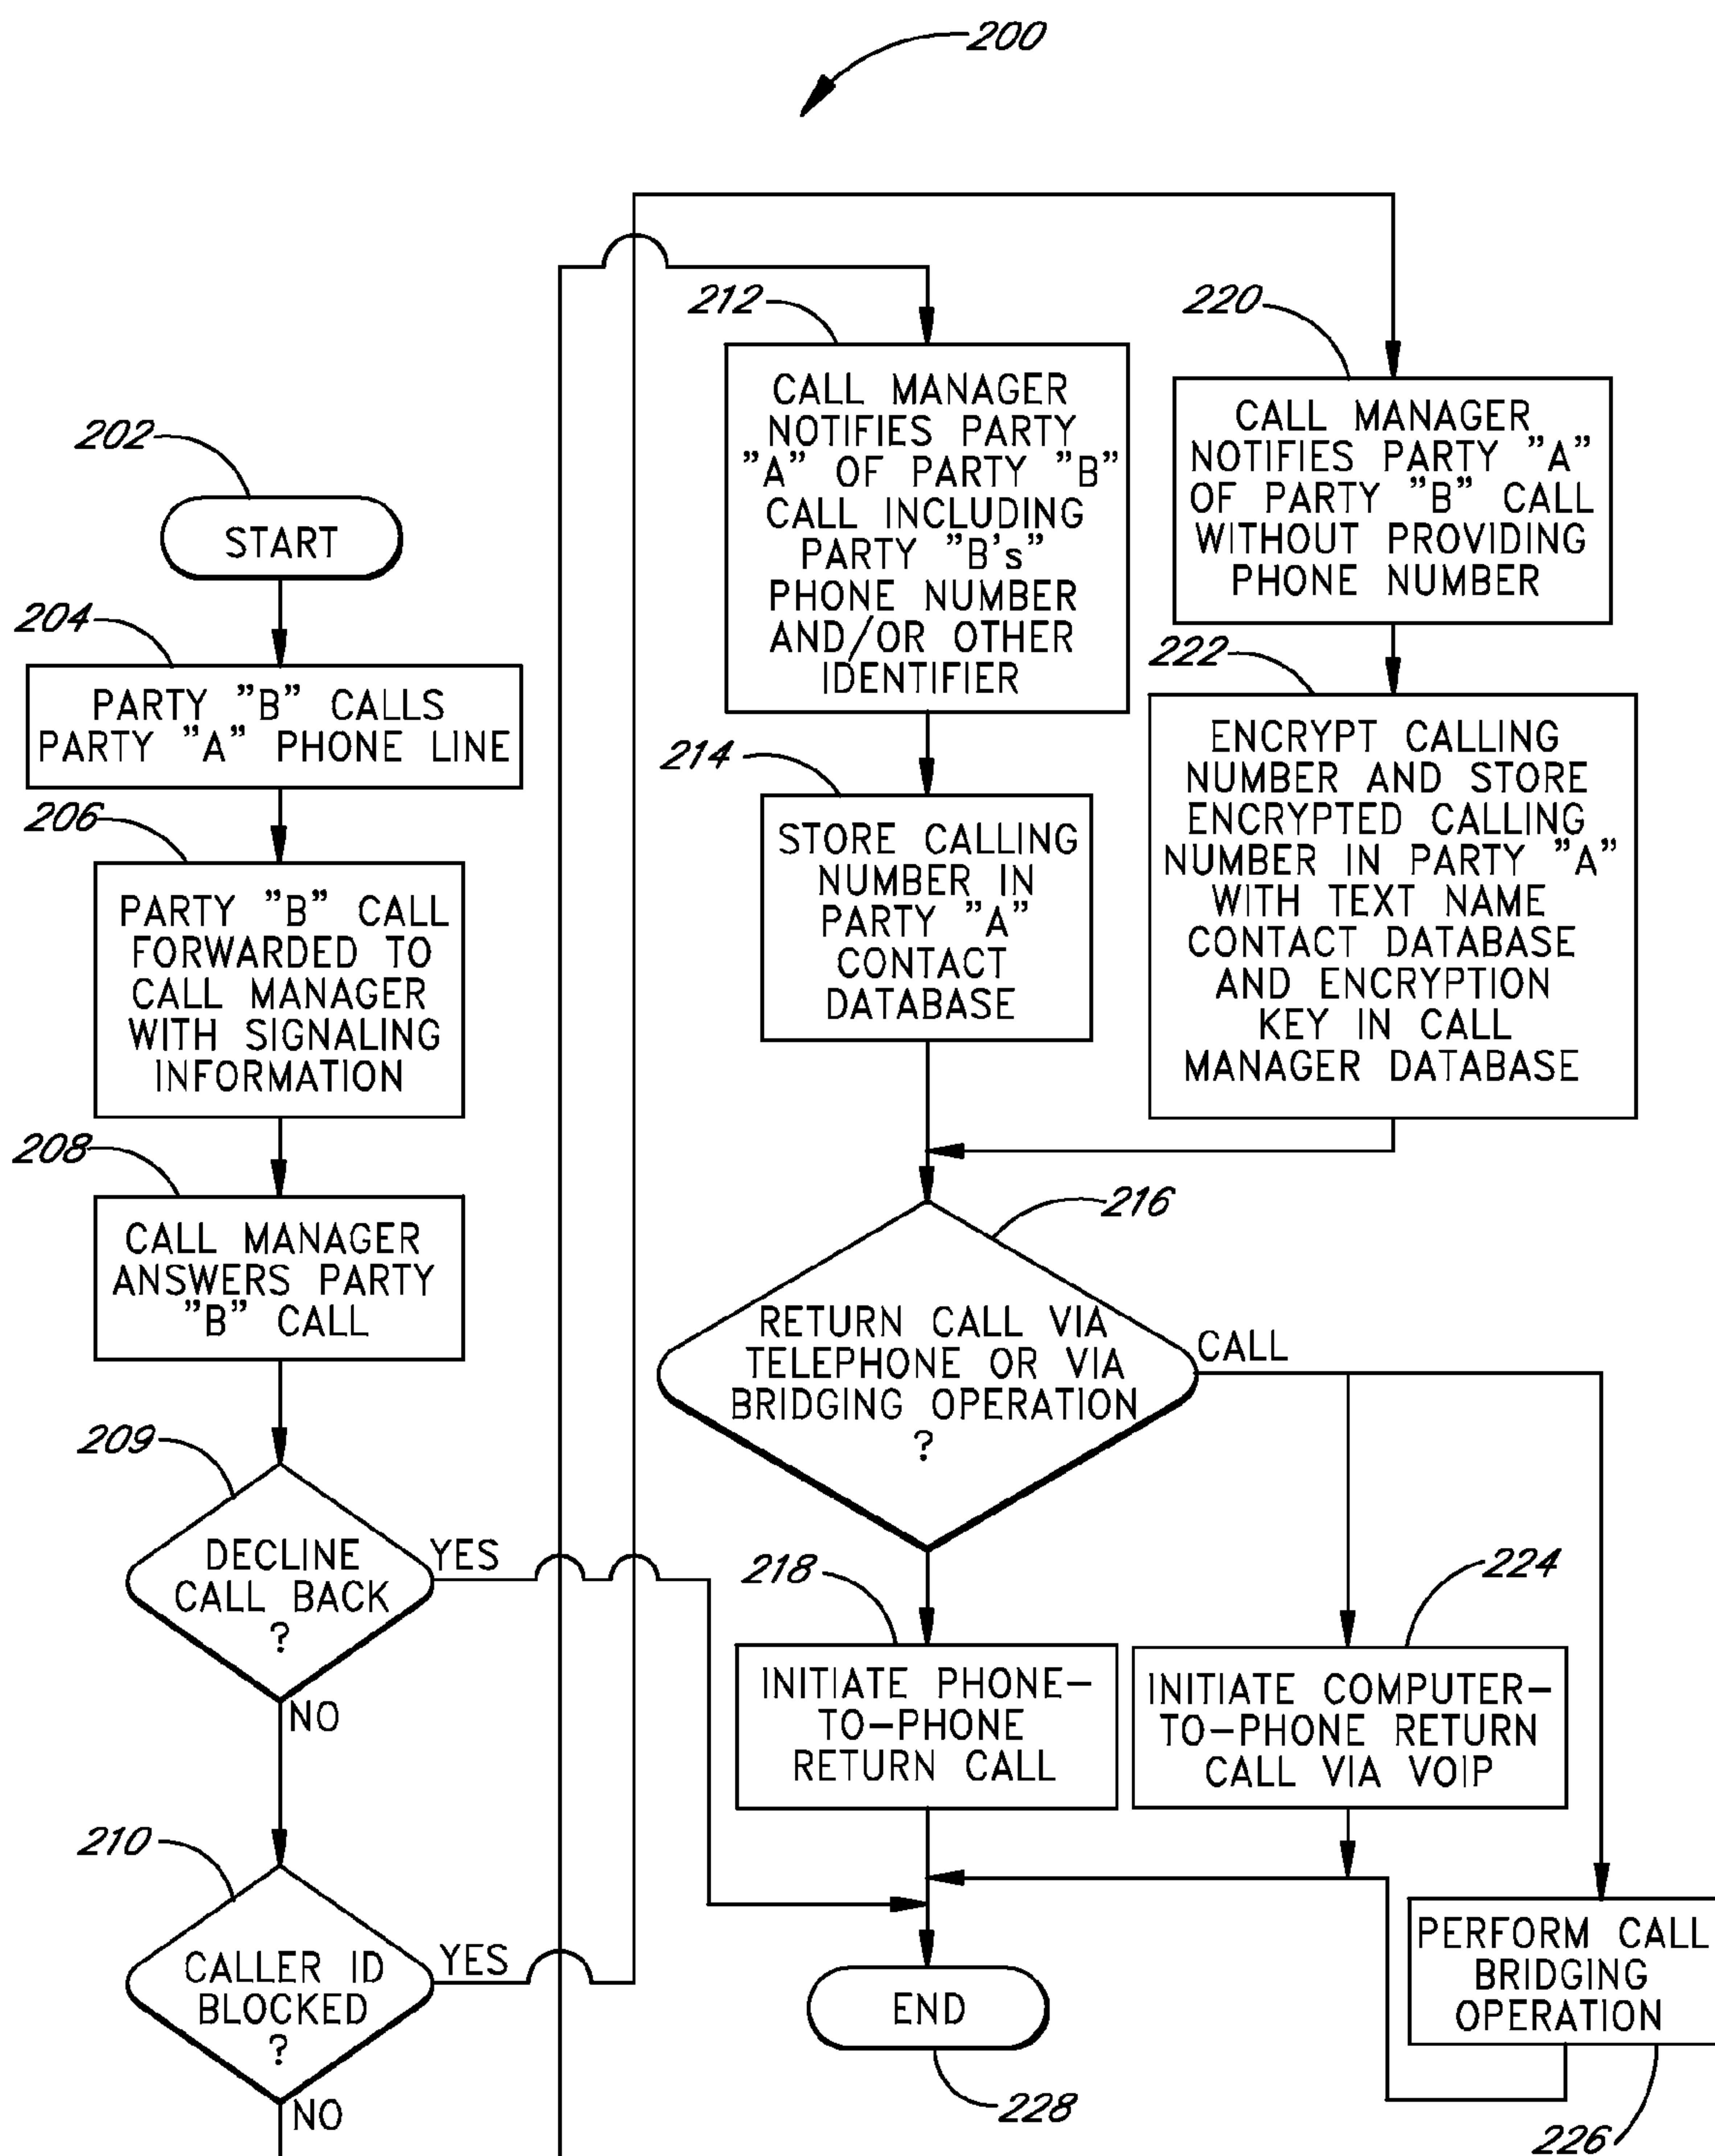 200
202
START
204
PARTY "B" CALLS
PARTY "A" PHONE LINE
206
PARTY "B" CALL
FORWARDED TO
CALL MANAGER
WITH SIGNALING
INFORMATION
208
CALL MANAGER
ANSWERS PARTY
"B" CALL
209
DECLINE
CALL BACK
?
YES
NO
210
CALLER ID
BLOCKED
?
YES
NO
212
CALL MANAGER
NOTIFIES PARTY
"A" OF PARTY "B"
CALL INCLUDING
PARTY "B's"
PHONE NUMBER
AND/OR OTHER
IDENTIFIER
214
STORE CALLING
NUMBER IN
PARTY "A"
CONTACT
DATABASE
220
CALL MANAGER
NOTIFIES PARTY "A"
OF PARTY "B" CALL
WITHOUT PROVIDING
PHONE NUMBER
222
ENCRYPT CALLING
NUMBER AND STORE
ENCRYPTED CALLING
NUMBER IN PARTY "A"
WITH TEXT NAME
CONTACT DATABASE
AND ENCRYPTION
KEY IN CALL
MANAGER DATABASE
216
RETURN CALL VIA
TELEPHONE OR VIA
BRIDGING OPERATION
?
CALL
218
INITIATE PHONE-
TO-PHONE
RETURN CALL
224
INITIATE COMPUTER-
TO-PHONE RETURN
CALL VIA VOIP
PERFORM CALL
BRIDGING
OPERATION
226
END
228